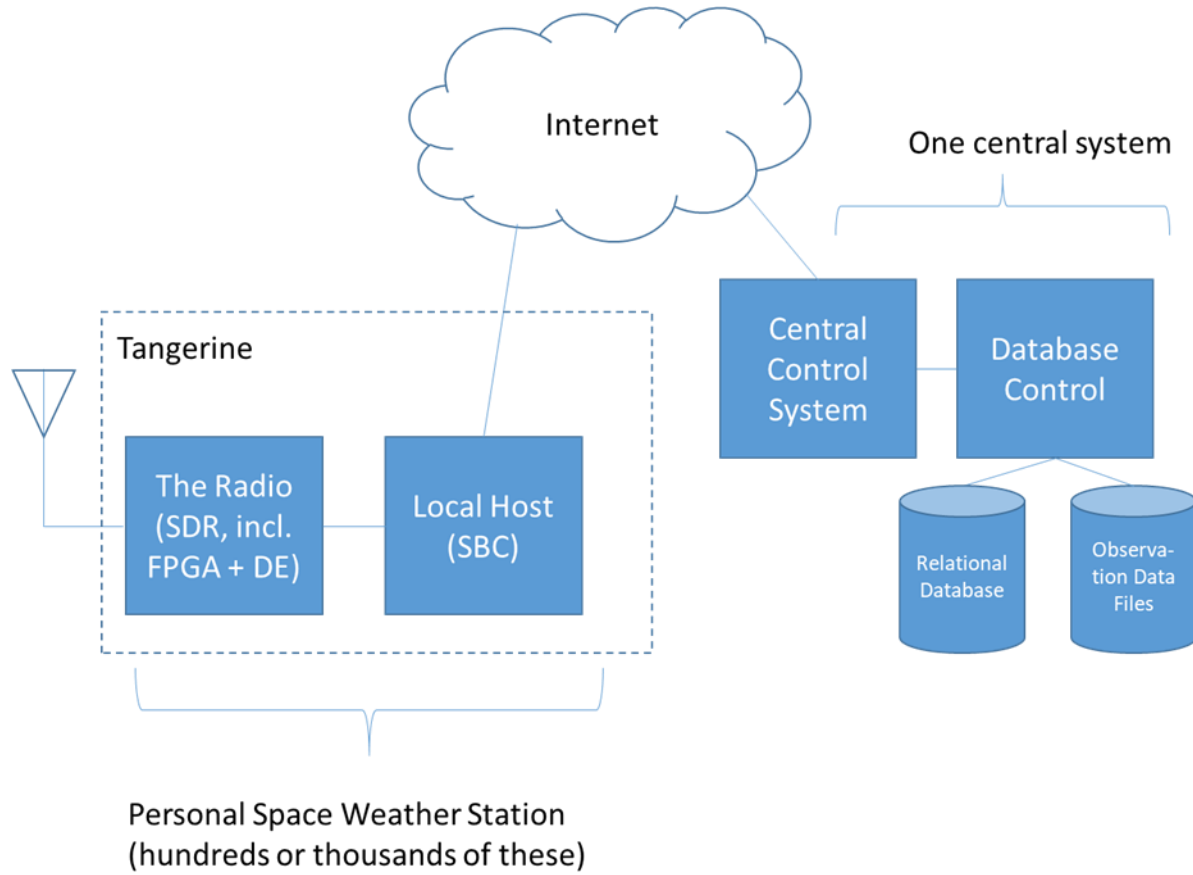 Internet
One central system
Tangerine
The Radio
(SDR, incl.
FPGA + DE)
Local Host
(SBC)
Central
Control
System
Database
Control
Relational
Database
Observa-
tion Data
Files
Personal Space Weather Station
(hundreds or thousands of these)